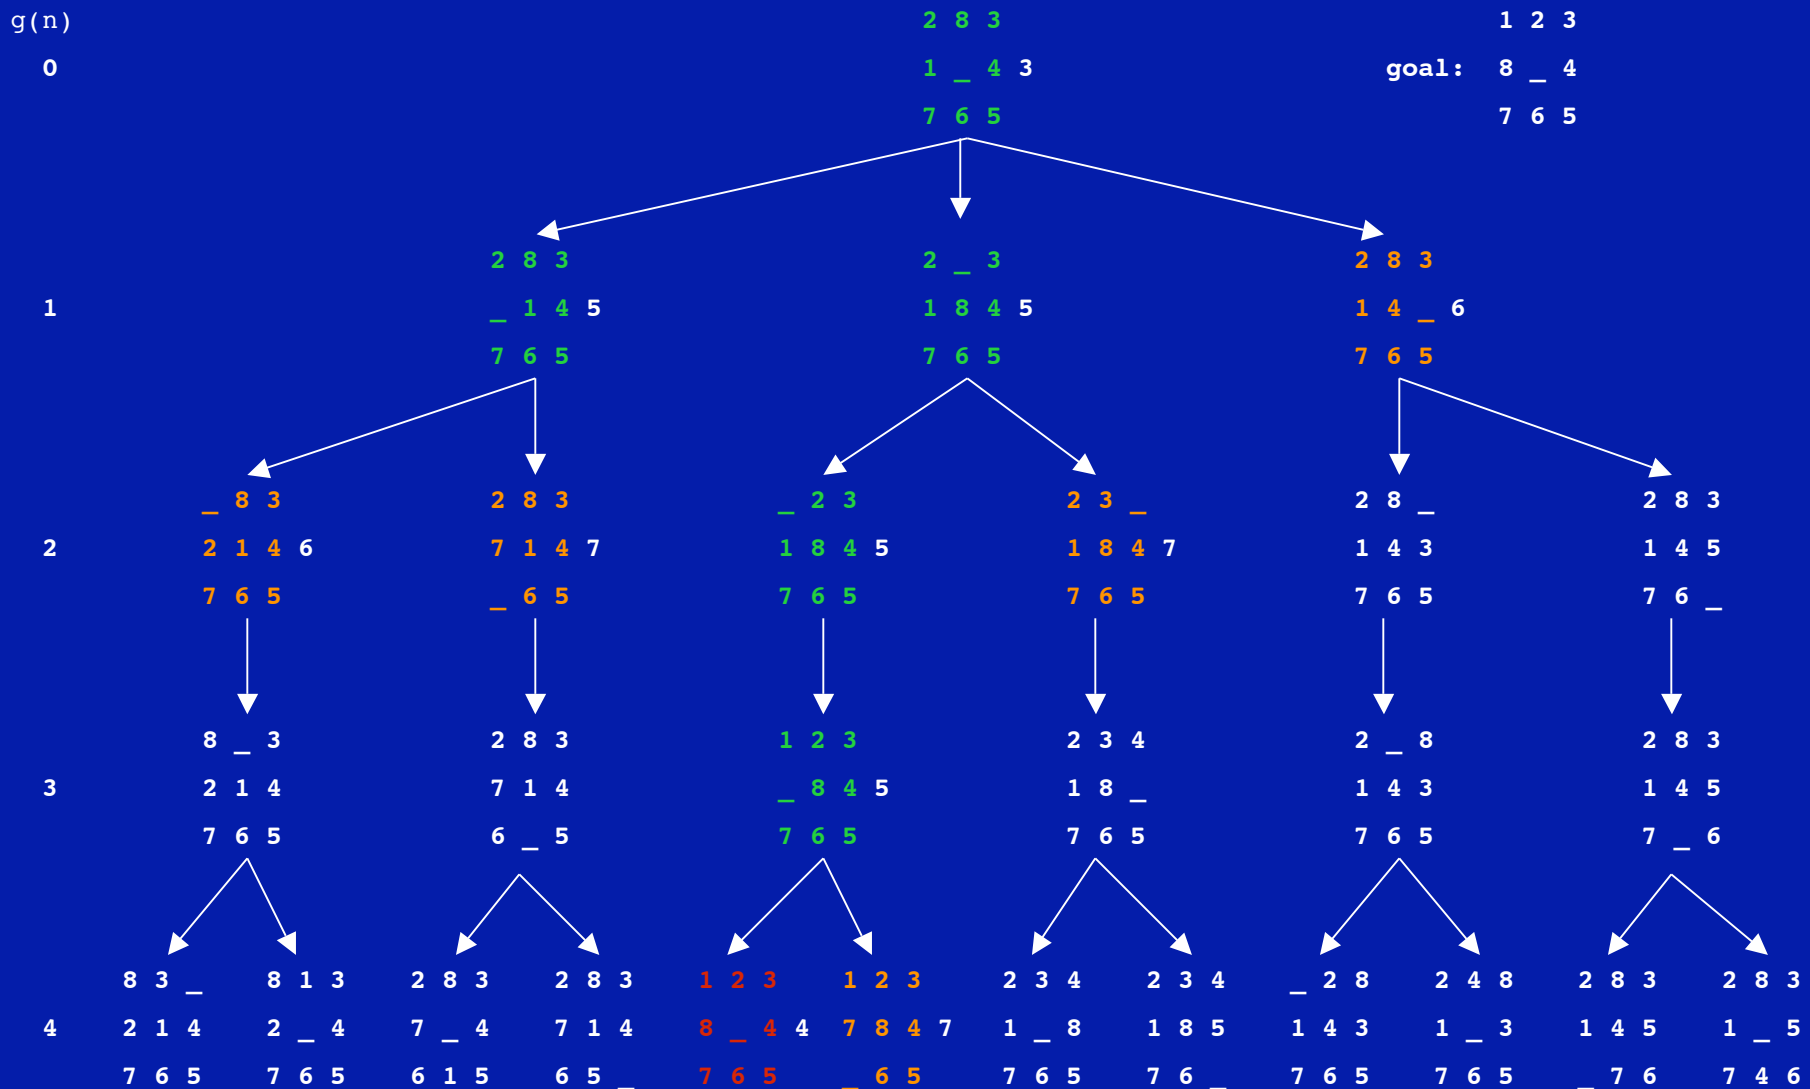 g(n) 2 8 3 1 2 3
0 1 _ 4 3 goal: 8 _ 4
7 6 5 7 6 5
2 8 3 2 _ 3 2 8 3
1 _ 1 4 5 1 8 4 5 1 4 _ 6
7 6 5 7 6 5 7 6 5
_ 8 3 2 8 3 _ 2 3 2 3 _ 2 8 _ 2 8 3
2 2 1 4 6 7 1 4 7 1 8 4 5 1 8 4 7 1 4 3 1 4 5
7 6 5 _ 6 5 7 6 5 7 6 5 7 6 5 7 6 _
8 _ 3 2 8 3 1 2 3 2 3 4 2 _ 8 2 8 3
3 2 1 4 7 1 4 _ 8 4 5 1 8 _ 1 4 3 1 4 5
7 6 5 6 _ 5 7 6 5 7 6 5 7 6 5 7 _ 6
8 3 _ 8 1 3 2 8 3 2 8 3 1 2 3 1 2 3 2 3 4 2 3 4 _ 2 8 2 4 8 2 8 3 2 8 3
4 2 1 4 2 _ 4 7 _ 4 7 1 4 8 _ 4 4 7 8 4 7 1 _ 8 1 8 5 1 4 3 1 _ 3 1 4 5 1 _ 5
7 6 5 7 6 5 6 1 5 6 5 _ 7 6 5 _ 6 5 7 6 5 7 6 _ 7 6 5 7 6 5 _ 7 6 7 4 6